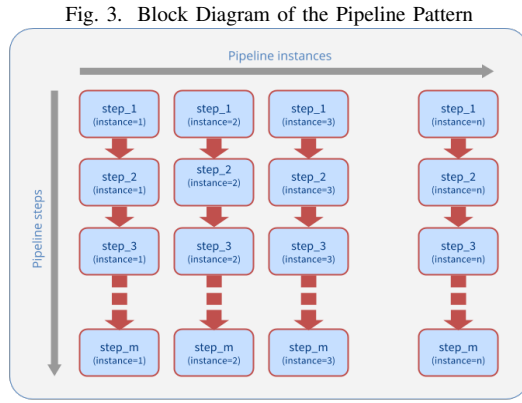 Fig. 3. Block Diagram of the Pipeline Pattern
Pipeline instances
Pipeline steps
step_1
(instance=1)
step_1
(instance=2)
step_1
(instance=3)
step_1
(instance=n)
step_2
(instance=1)
step_2
(instance=2)
step_2
(instance=3)
step_2
(instance=n)
step_3
(instance=1)
step_3
(instance=2)
step_3
(instance=3)
step_3
(instance=n)
step_m
(instance=1)
step_m
(instance=2)
step_m
(instance=3)
step_m
(instance=n)